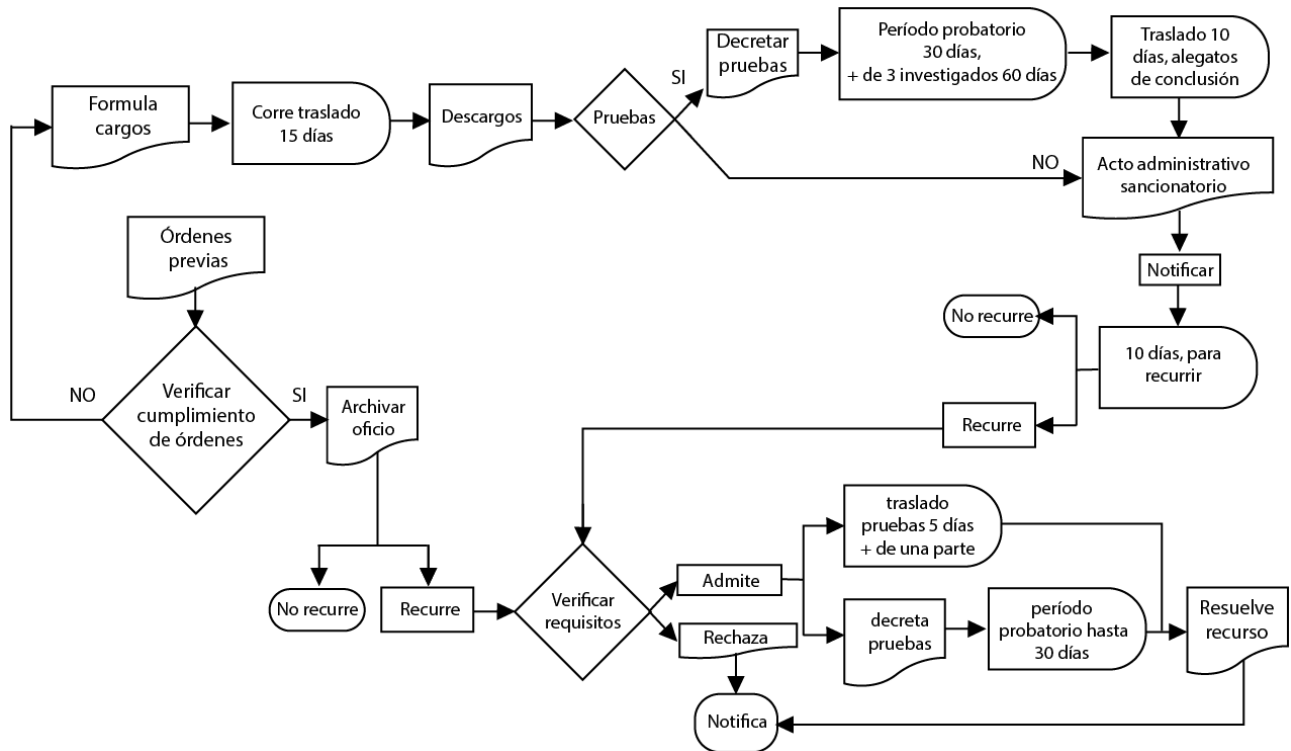 Formula
cargos
Corre traslado
15 días
Descargos
Pruebas
SI
Decretar
pruebas
Período probatorio
30 días,
+ de 3 investigados 60 días
Traslado 10
días, alegatos
de conclusión
NO
Acto administrativo
sancionatorio
Notificar
10 días, para
recurrir
No recurre
Recurre
Órdenes
previas
Verificar
cumplimiento
de órdenes
NO
SI
Archivar
oficio
No recurre
Recurre
Verificar
requisitos
Admite
Rechaza
traslado
pruebas 5 días
+ de una parte
decreta
pruebas
período
probatorio hasta
30 días
Resuelve
recurso
Notifica